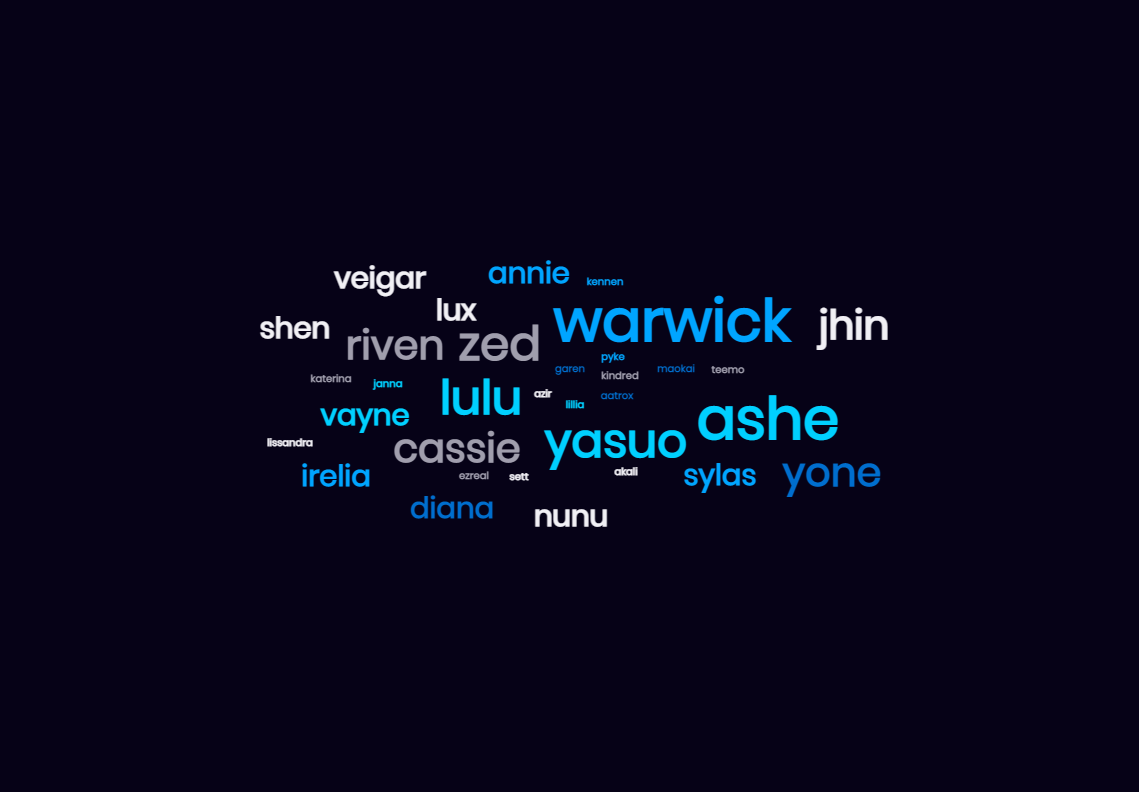 annie
veigar
kennen
lux
warwick
jhin
shen
riven
zed
pyke
garen
kindred
maokai
teemo
katerina
janna
lulu
azir
aatrox
lillia
vayne
ashe
lissandra
cassie
yasuo
irelia
ezreal
sett
akali
sylas
yone
diana
nunu